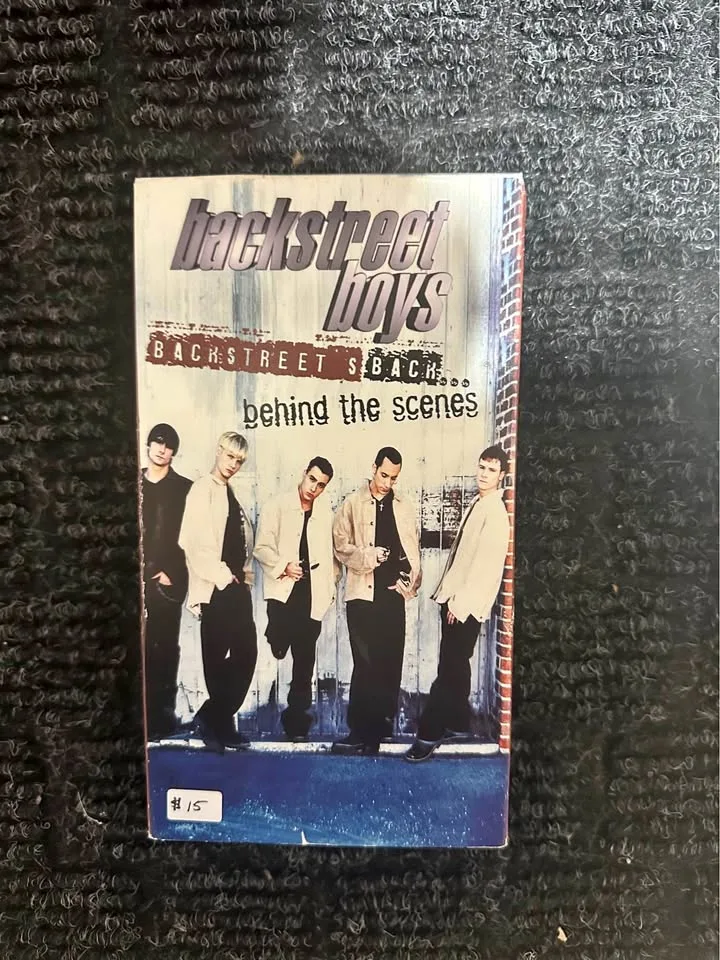 backstreet
boys
BACKSTREET'S BACK...
behind the scenes
$15